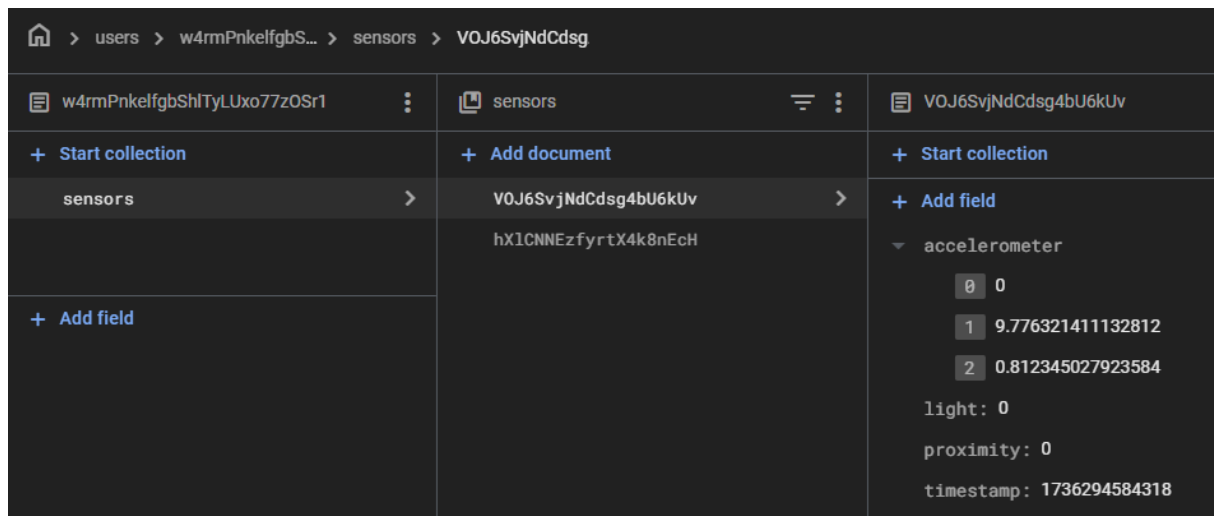 users > w4rmPnkelfgbS... > sensors > VOJ6SvjNdCdsg
w4rmPnkelfgbShlTyLUxo77zOSr1
+ Start collection
sensors
+ Add field
sensors
+ Add document
VOJ6SvjNdCdsg4bU6kUv
hXlCNNEzfyrtX4k8nEcH
VOJ6SvjNdCdsg4bU6kUv
+ Start collection
+ Add field
accelerometer
0 0
1 9.776321411132812
2 0.812345027923584
light: 0
proximity: 0
timestamp: 1736294584318